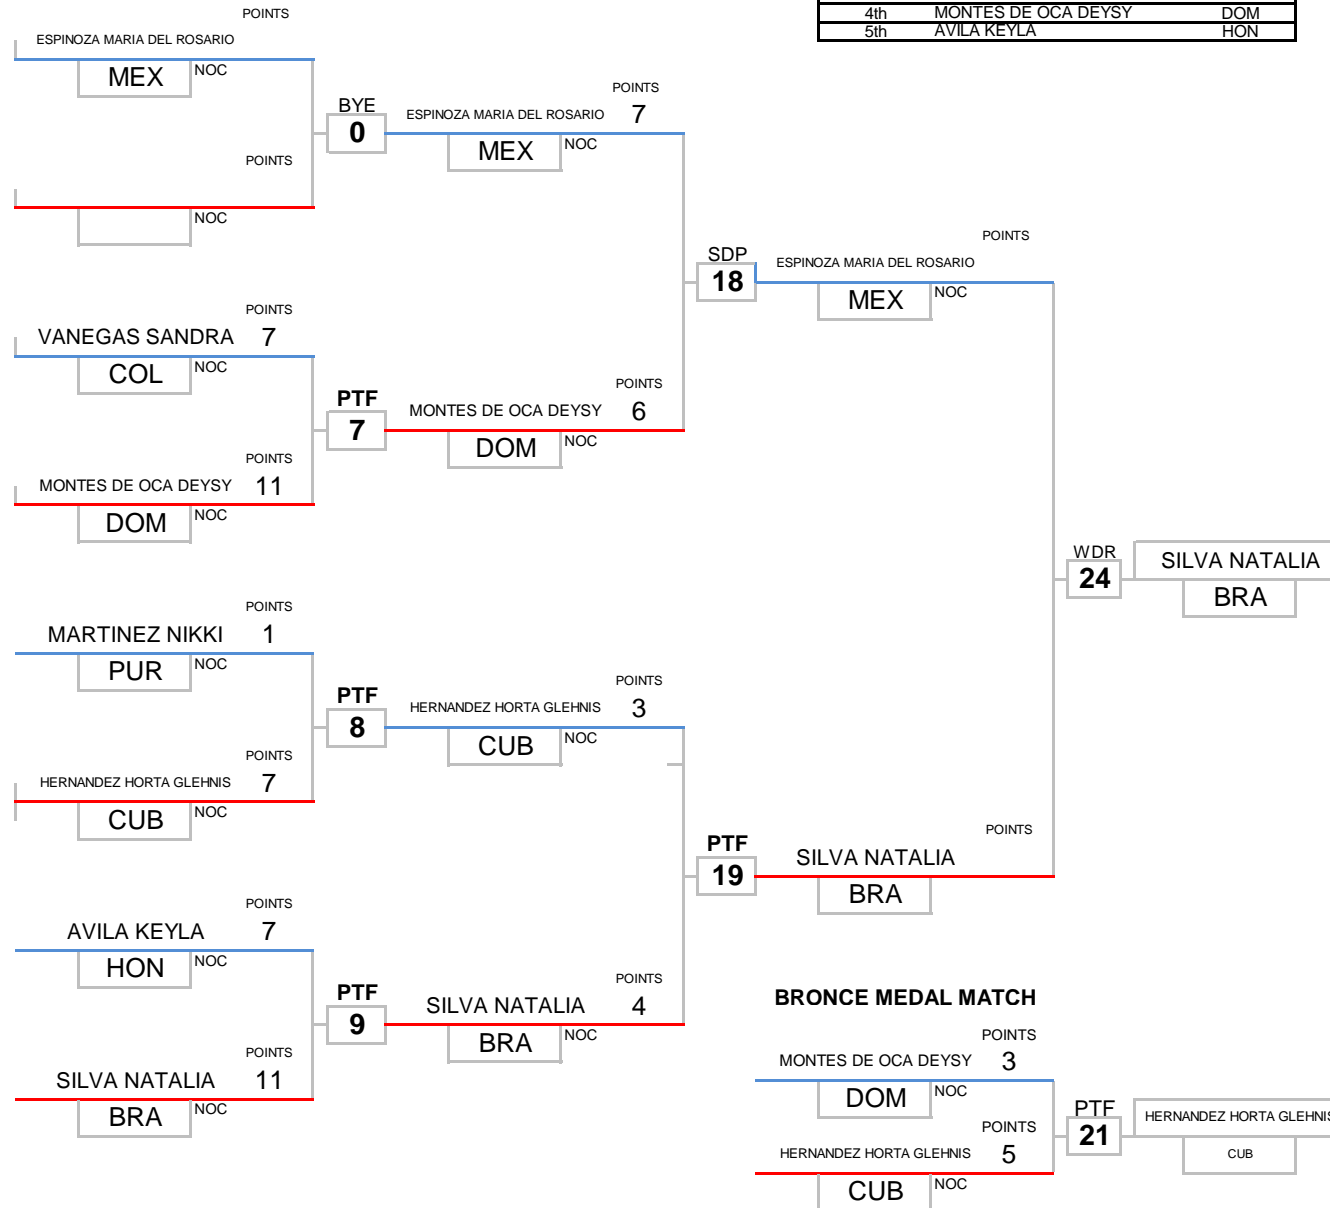 POINTS
4th MONTES DE OCA DEYSY DOM
5th AVILA KEYLA HON
ESPINOZA MARIA DEL ROSARIO
MEX NOC
BYE
0
ESPINOZA MARIA DEL ROSARIO
POINTS
7
MEX NOC
POINTS
NOC
SDP
18
ESPINOZA MARIA DEL ROSARIO
POINTS
MEX NOC
POINTS
VANEGAS SANDRA 7
COL NOC
PTF
7
MONTES DE OCA DEYSY
POINTS
6
DOM NOC
POINTS
MONTES DE OCA DEYSY 11
DOM NOC
WDR
24
SILVA NATALIA
BRA
POINTS
MARTINEZ NIKKI 1
PUR NOC
PTF
8
HERNANDEZ HORTA GLEHNIS
POINTS
3
CUB NOC
POINTS
HERNANDEZ HORTA GLEHNIS 7
CUB NOC
PTF
19
SILVA NATALIA
POINTS
BRA
POINTS
AVILA KEYLA 7
HON NOC
PTF
9
SILVA NATALIA
POINTS
4
BRA NOC
POINTS
SILVA NATALIA 11
BRA NOC
BRONCE MEDAL MATCH
POINTS
MONTES DE OCA DEYSY 3
DOM NOC
PTF
21
HERNANDEZ HORTA GLEHNIS
CUB
POINTS
HERNANDEZ HORTA GLEHNIS 5
CUB NOC